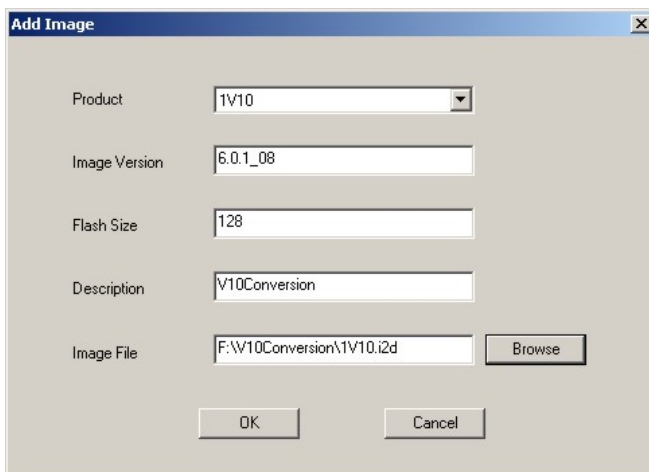 Add Image
Product 1V10
Image Version 6.0.1_08
Flash Size 128
Description V10Conversion
Image File F:\V10Conversion\1V10.i2d Browse
OK Cancel